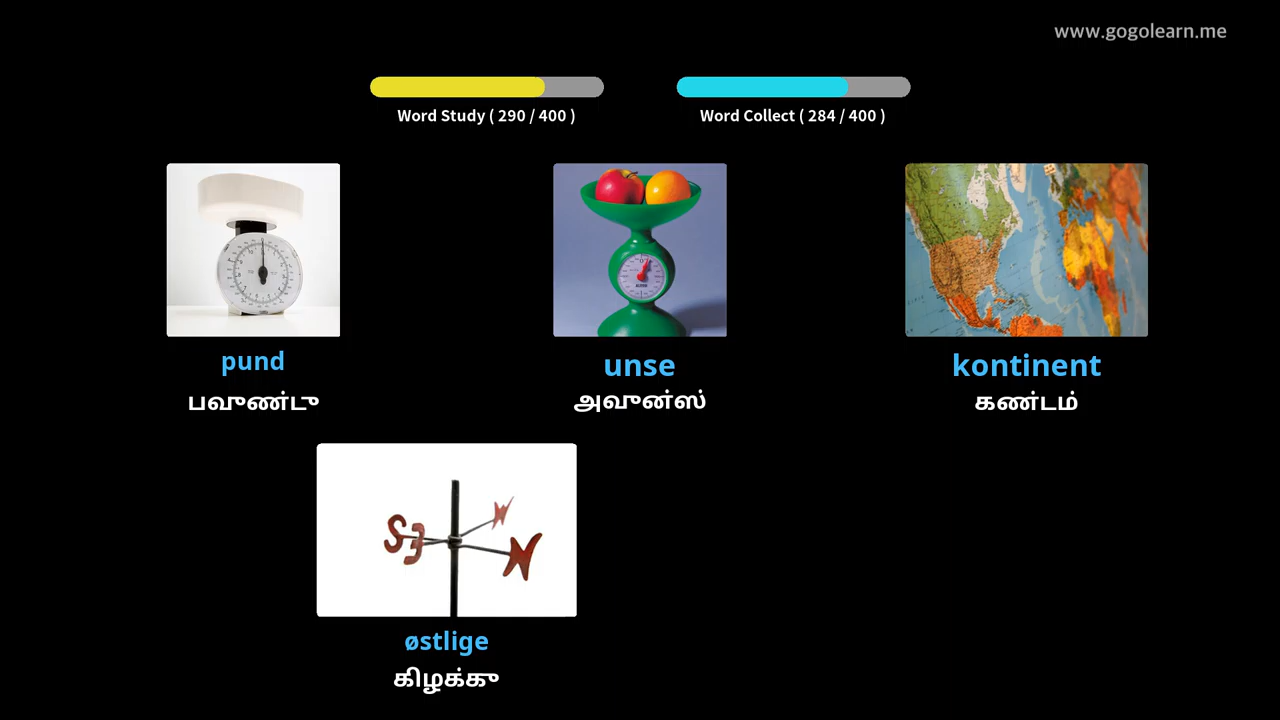 www.gogolearn.me
Word Study ( 290 / 400 )
Word Collect ( 284 / 400 )
pund
unse
kontinent
பவுண்டு
அவுன்ஸ்
கண்டம்
S
N
østlige
கிழக்கு